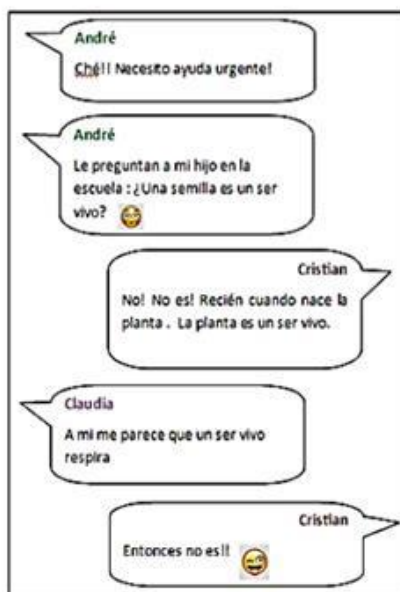 André
Ché!! Necesito ayuda urgente!
André
Le preguntan a mi hijo en la
escuela : ¿Una semilla es un ser
vivo?
Cristian
No! No es! Recién cuando nace la
planta . La planta es un ser vivo.
Claudia
A mi me parece que un ser vivo
respira
Cristian
Entonces no es!!